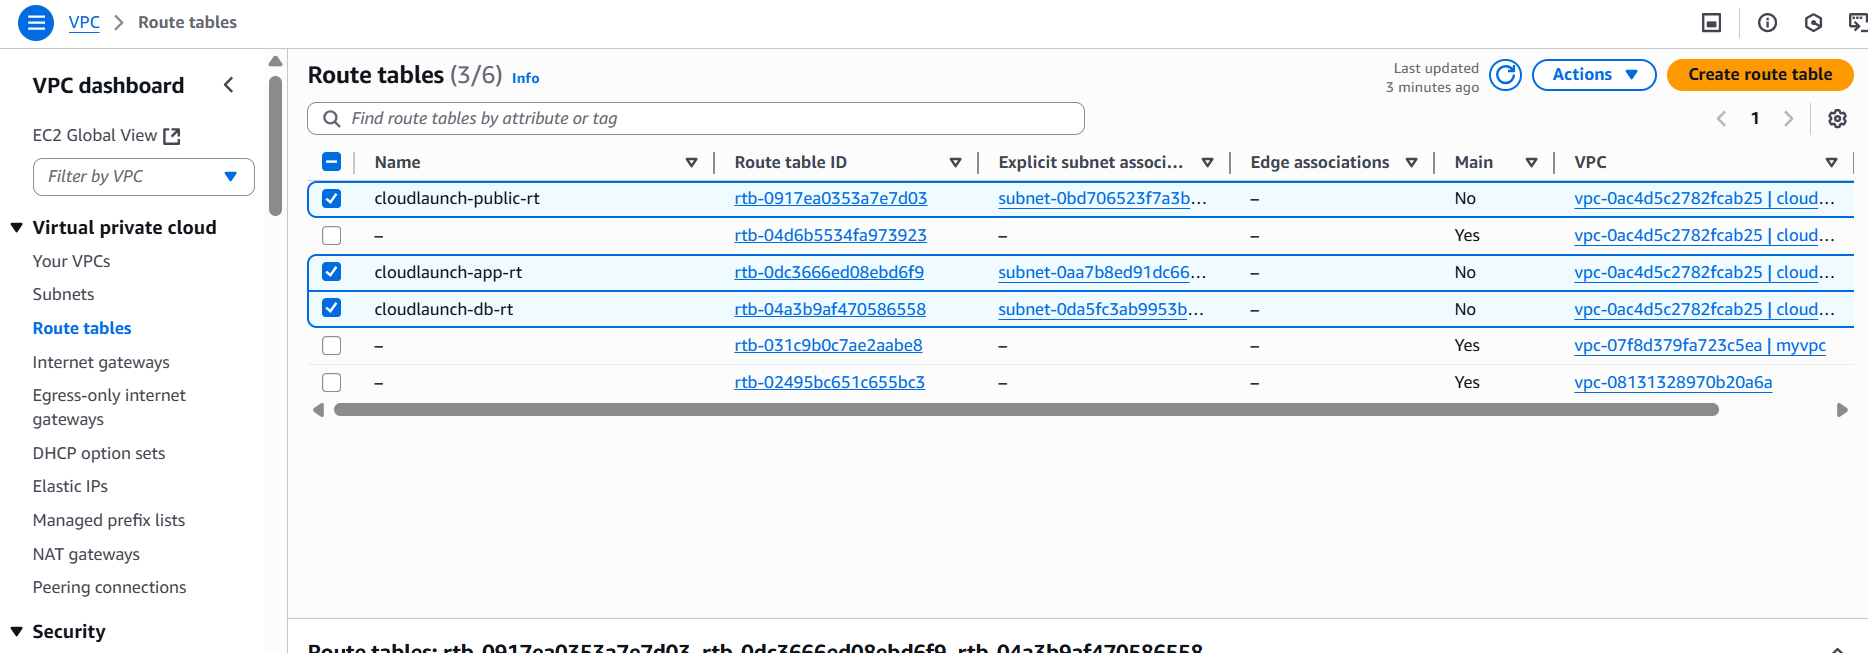 VPC > Route tables
VPC dashboard
EC2 Global View
Filter by VPC
Virtual private cloud
Your VPCs
Subnets
Route tables
Internet gateways
Egress-only internet
gateways
DHCP option sets
Elastic IPs
Managed prefix lists
NAT gateways
Peering connections
Security
Route tables (3/6) Info
Last updated
3 minutes ago
Actions
Create route table
Find route tables by attribute or tag
1
Name Route table ID Explicit subnet associ... Edge associations Main VPC
cloudlaunch-public-rt rtb-0917ea0353a7e7d03 subnet-0bd706523f7a3b... – No vpc-0ac4d5c2782fcab25 | cloud...
– rtb-04d6b5534fa973923 – – Yes vpc-0ac4d5c2782fcab25 | cloud...
cloudlaunch-app-rt rtb-0dc3666ed08ebd6f9 subnet-0aa7b8ed91dc66... – No vpc-0ac4d5c2782fcab25 | cloud...
cloudlaunch-db-rt rtb-04a3b9af470586558 subnet-0da5fc3ab9953b... – No vpc-0ac4d5c2782fcab25 | cloud...
– rtb-031c9b0c7ae2aabe8 – – Yes vpc-07f8d379fa723c5ea | myvpc
– rtb-02495bc651c655bc3 – – Yes vpc-08131328970b20a6a
Route tables: rtb-0917ea0353a7e7d03, rtb-0dc3666ed08ebd6f9, rtb-04a3b9af470586558